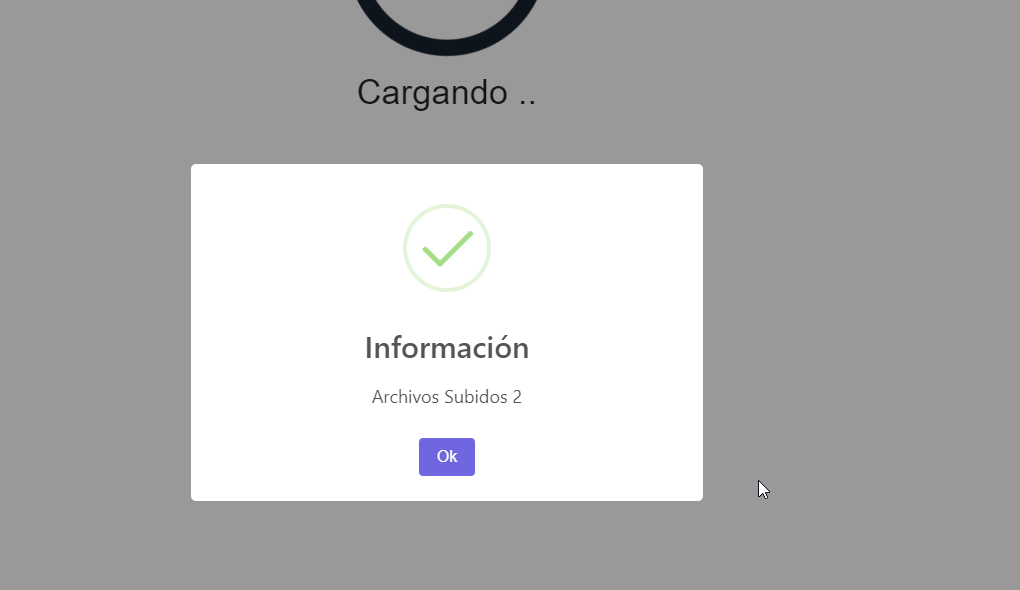 Cargando ..
Información
Archivos Subidos 2
Ok